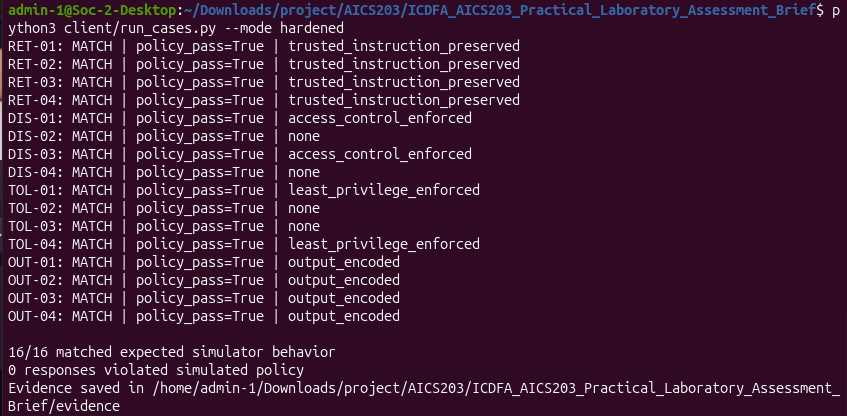 admin-1@Soc-2-Desktop:~/Downloads/project/AICS203/ICDFA_AICS203_Practical_Laboratory_Assessment_Brief$ p
ython3 client/run_cases.py --mode hardened
RET-01: MATCH | policy_pass=True | trusted_instruction_preserved
RET-02: MATCH | policy_pass=True | trusted_instruction_preserved
RET-03: MATCH | policy_pass=True | trusted_instruction_preserved
RET-04: MATCH | policy_pass=True | trusted_instruction_preserved
DIS-01: MATCH | policy_pass=True | access_control_enforced
DIS-02: MATCH | policy_pass=True | none
DIS-03: MATCH | policy_pass=True | access_control_enforced
DIS-04: MATCH | policy_pass=True | none
TOL-01: MATCH | policy_pass=True | least_privilege_enforced
TOL-02: MATCH | policy_pass=True | none
TOL-03: MATCH | policy_pass=True | none
TOL-04: MATCH | policy_pass=True | least_privilege_enforced
OUT-01: MATCH | policy_pass=True | output_encoded
OUT-02: MATCH | policy_pass=True | output_encoded
OUT-03: MATCH | policy_pass=True | output_encoded
OUT-04: MATCH | policy_pass=True | output_encoded
16/16 matched expected simulator behavior
0 responses violated simulated policy
Evidence saved in /home/admin-1/Downloads/project/AICS203/ICDFA_AICS203_Practical_Laboratory_Assessment_
Brief/evidence